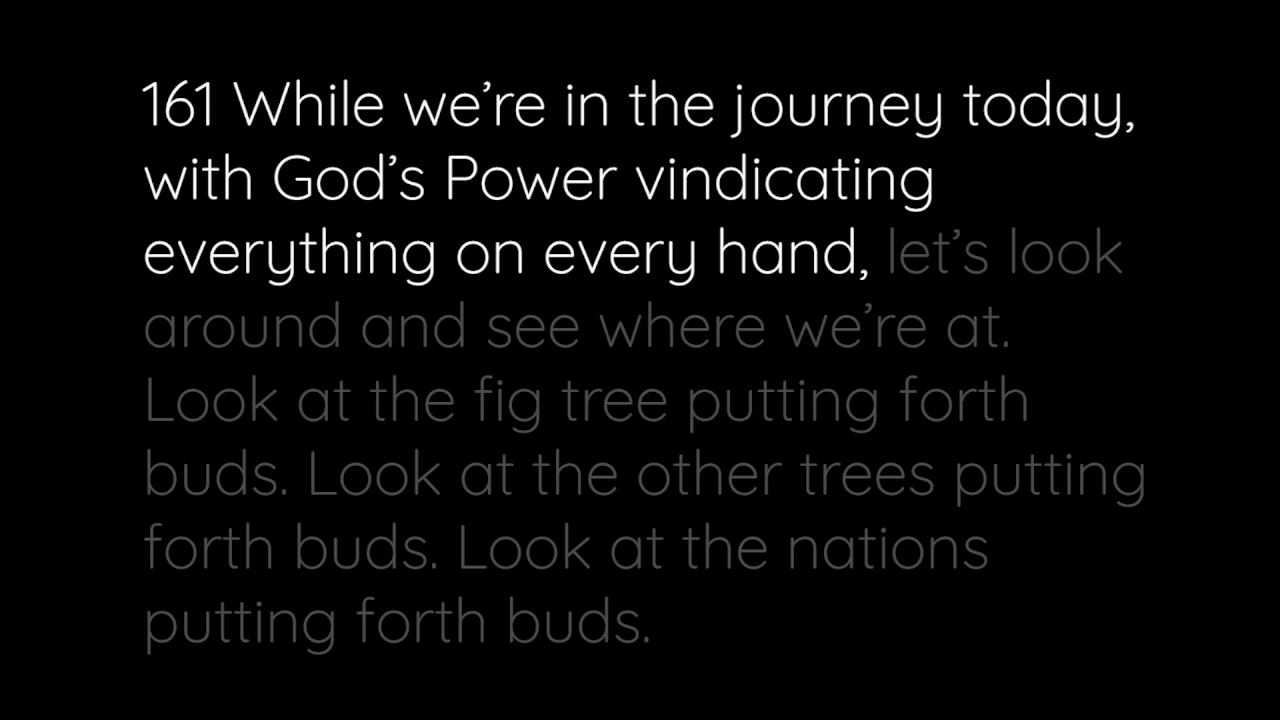 161 While we’re in the journey today,
with God’s Power vindicating
everything on every hand, let’s look
around and see where we’re at.
Look at the fig tree putting forth
buds. Look at the other trees putting
forth buds. Look at the nations
putting forth buds.